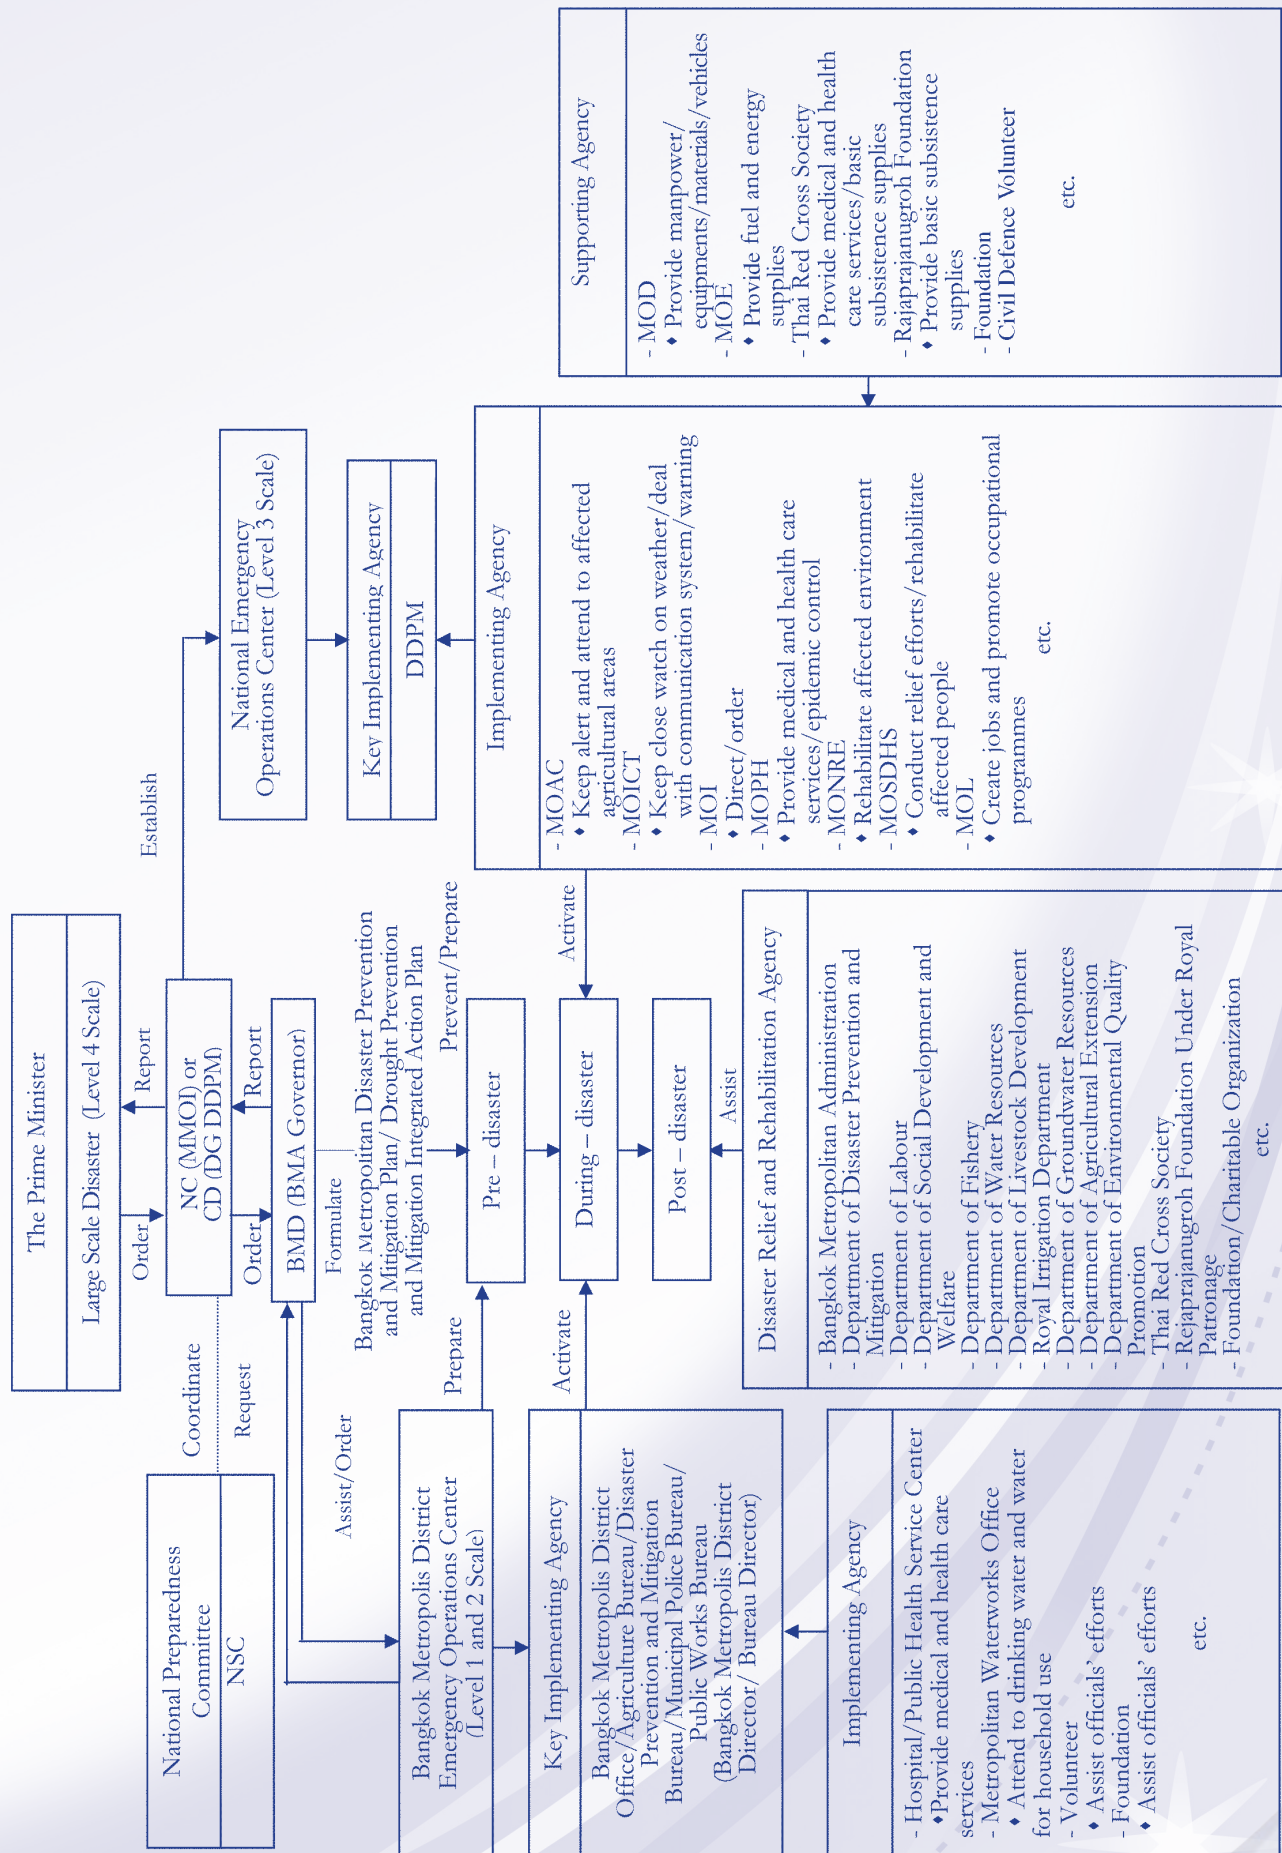 The Prime Minister
Large Scale Disaster (Level 4 Scale)
Order
Report
National Preparedness
Committee
NSC
Coordinate
Request
NC (MMOI) or
CD (DG DDPM)
Establish
National Emergency
Operations Center (Level 3 Scale)
Order
Report
Assist/Order
BMD (BMA Governor)
Formulate
Bangkok Metropolitan Disaster Prevention
and Mitigation Plan/ Drought Prevention
and Mitigation Integrated Action Plan
Key Implementing Agency
DDPM
Bangkok Metropolis District
Emergency Operations Center
(Level 1 and 2 Scale)
Prepare
Prevent/Prepare
Pre – disaster
Key Implementing Agency
Bangkok Metropolis District
Office/Agriculture Bureau/Disaster
Prevention and Mitigation
Bureau/Municipal Police Bureau/
Public Works Bureau
(Bangkok Metropolis District
Director/ Bureau Director)
Activate
During – disaster
Activate
Post – disaster
Assist
Implementing Agency
- MOAC
♦ Keep alert and attend to affected
agricultural areas
- MOICT
♦ Keep close watch on weather/deal
with communication system/warning
- MOI
♦ Direct/order
- MOPH
♦ Provide medical and health care
services/epidemic control
- MONRE
♦ Rehabilitate affected environment
- MOSDHS
♦ Conduct relief efforts/rehabilitate
affected people
- MOL
♦ Create jobs and promote occupational
programmes
etc.
Supporting Agency
- MOD
♦ Provide manpower/
equipments/materials/vehicles
- MOE
♦ Provide fuel and energy
supplies
- Thai Red Cross Society
♦ Provide medical and health
care services/basic
subsistence supplies
- Rajaprajanugroh Foundation
♦ Provide basic subsistence
supplies
- Foundation
- Civil Defence Volunteer
etc.
Implementing Agency
- Hospital/Public Health Service Center
♦Provide medical and health care
services
- Metropolitan Waterworks Office
♦ Attend to drinking water and water
for household use
- Volunteer
♦ Assist officials' efforts
- Foundation
♦ Assist officials' efforts
etc.
Disaster Relief and Rehabilitation Agency
- Bangkok Metropolitan Administration
- Department of Disaster Prevention and
Mitigation
- Department of Labour
- Department of Social Development and
Welfare
- Department of Fishery
- Department of Water Resources
- Department of Livestock Development
- Royal Irrigation Department
- Department of Groundwater Resources
- Department of Agricultural Extension
- Department of Environmental Quality
Promotion
- Thai Red Cross Society
- Rejaprajanugroh Foundation Under Royal
Patronage
- Foundation/Charitable Organization
etc.